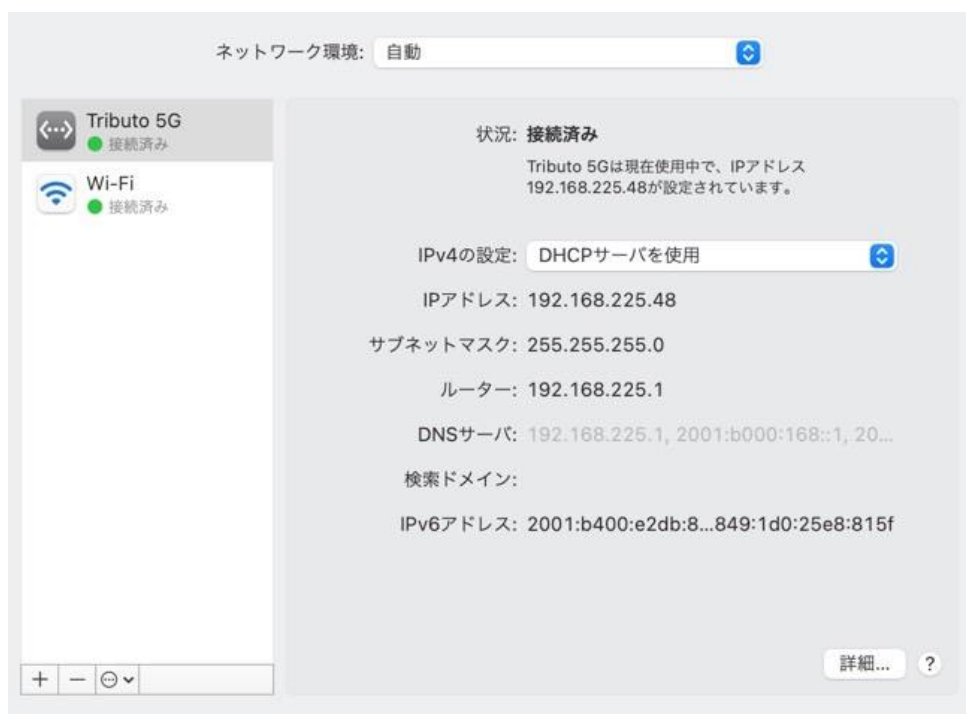 ネットワーク環境: 自動
Tributo 5G
接続済み
Wi-Fi
接続済み
状況: 接続済み
Tributo 5Gは現在使用中で、IPアドレス
192.168.225.48が設定されています。
IPv4の設定: DHCPサーバを使用
IPアドレス: 192.168.225.48
サブネットマスク: 255.255.255.0
ルーター: 192.168.225.1
DNSサーバ: 192.168.225.1, 2001:b000:168::1, 20...
検索ドメイン:
IPv6アドレス: 2001:b400:e2db:8...849:1d0:25e8:815f
詳細... ?